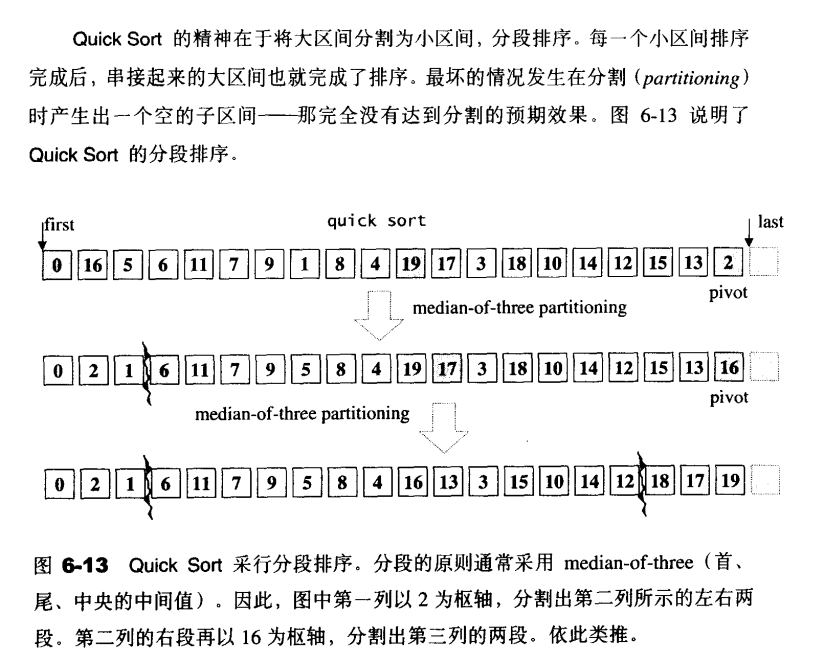 Quick Sort 的精神在于将大区间分割为小区间，分段排序。每一个小区间排序
完成后，串接起来的大区间也就完成了排序。最坏的情况发生在分割（partitioning）
时产生出一个空的子区间——那完全没有达到分割的预期效果。图 6-13 说明了
Quick Sort 的分段排序。
first quick sort last
0 16 5 6 11 7 9 1 8 4 19 17 3 18 10 14 12 15 13 2
pivot
median-of-three partitioning
0 2 1 6 11 7 9 5 8 4 19 17 3 18 10 14 12 15 13 16
pivot
median-of-three partitioning
0 2 1 6 11 7 9 5 8 4 16 13 3 15 10 14 12 18 17 19
图 6-13 Quick Sort 采行分段排序。分段的原则通常采用 median-of-three（首、
尾、中央的中间值）。因此，图中第一列以 2 为枢轴，分割出第二列所示的左右两
段。第二列的右段再以 16 为枢轴，分割出第三列的两段。依此类推。